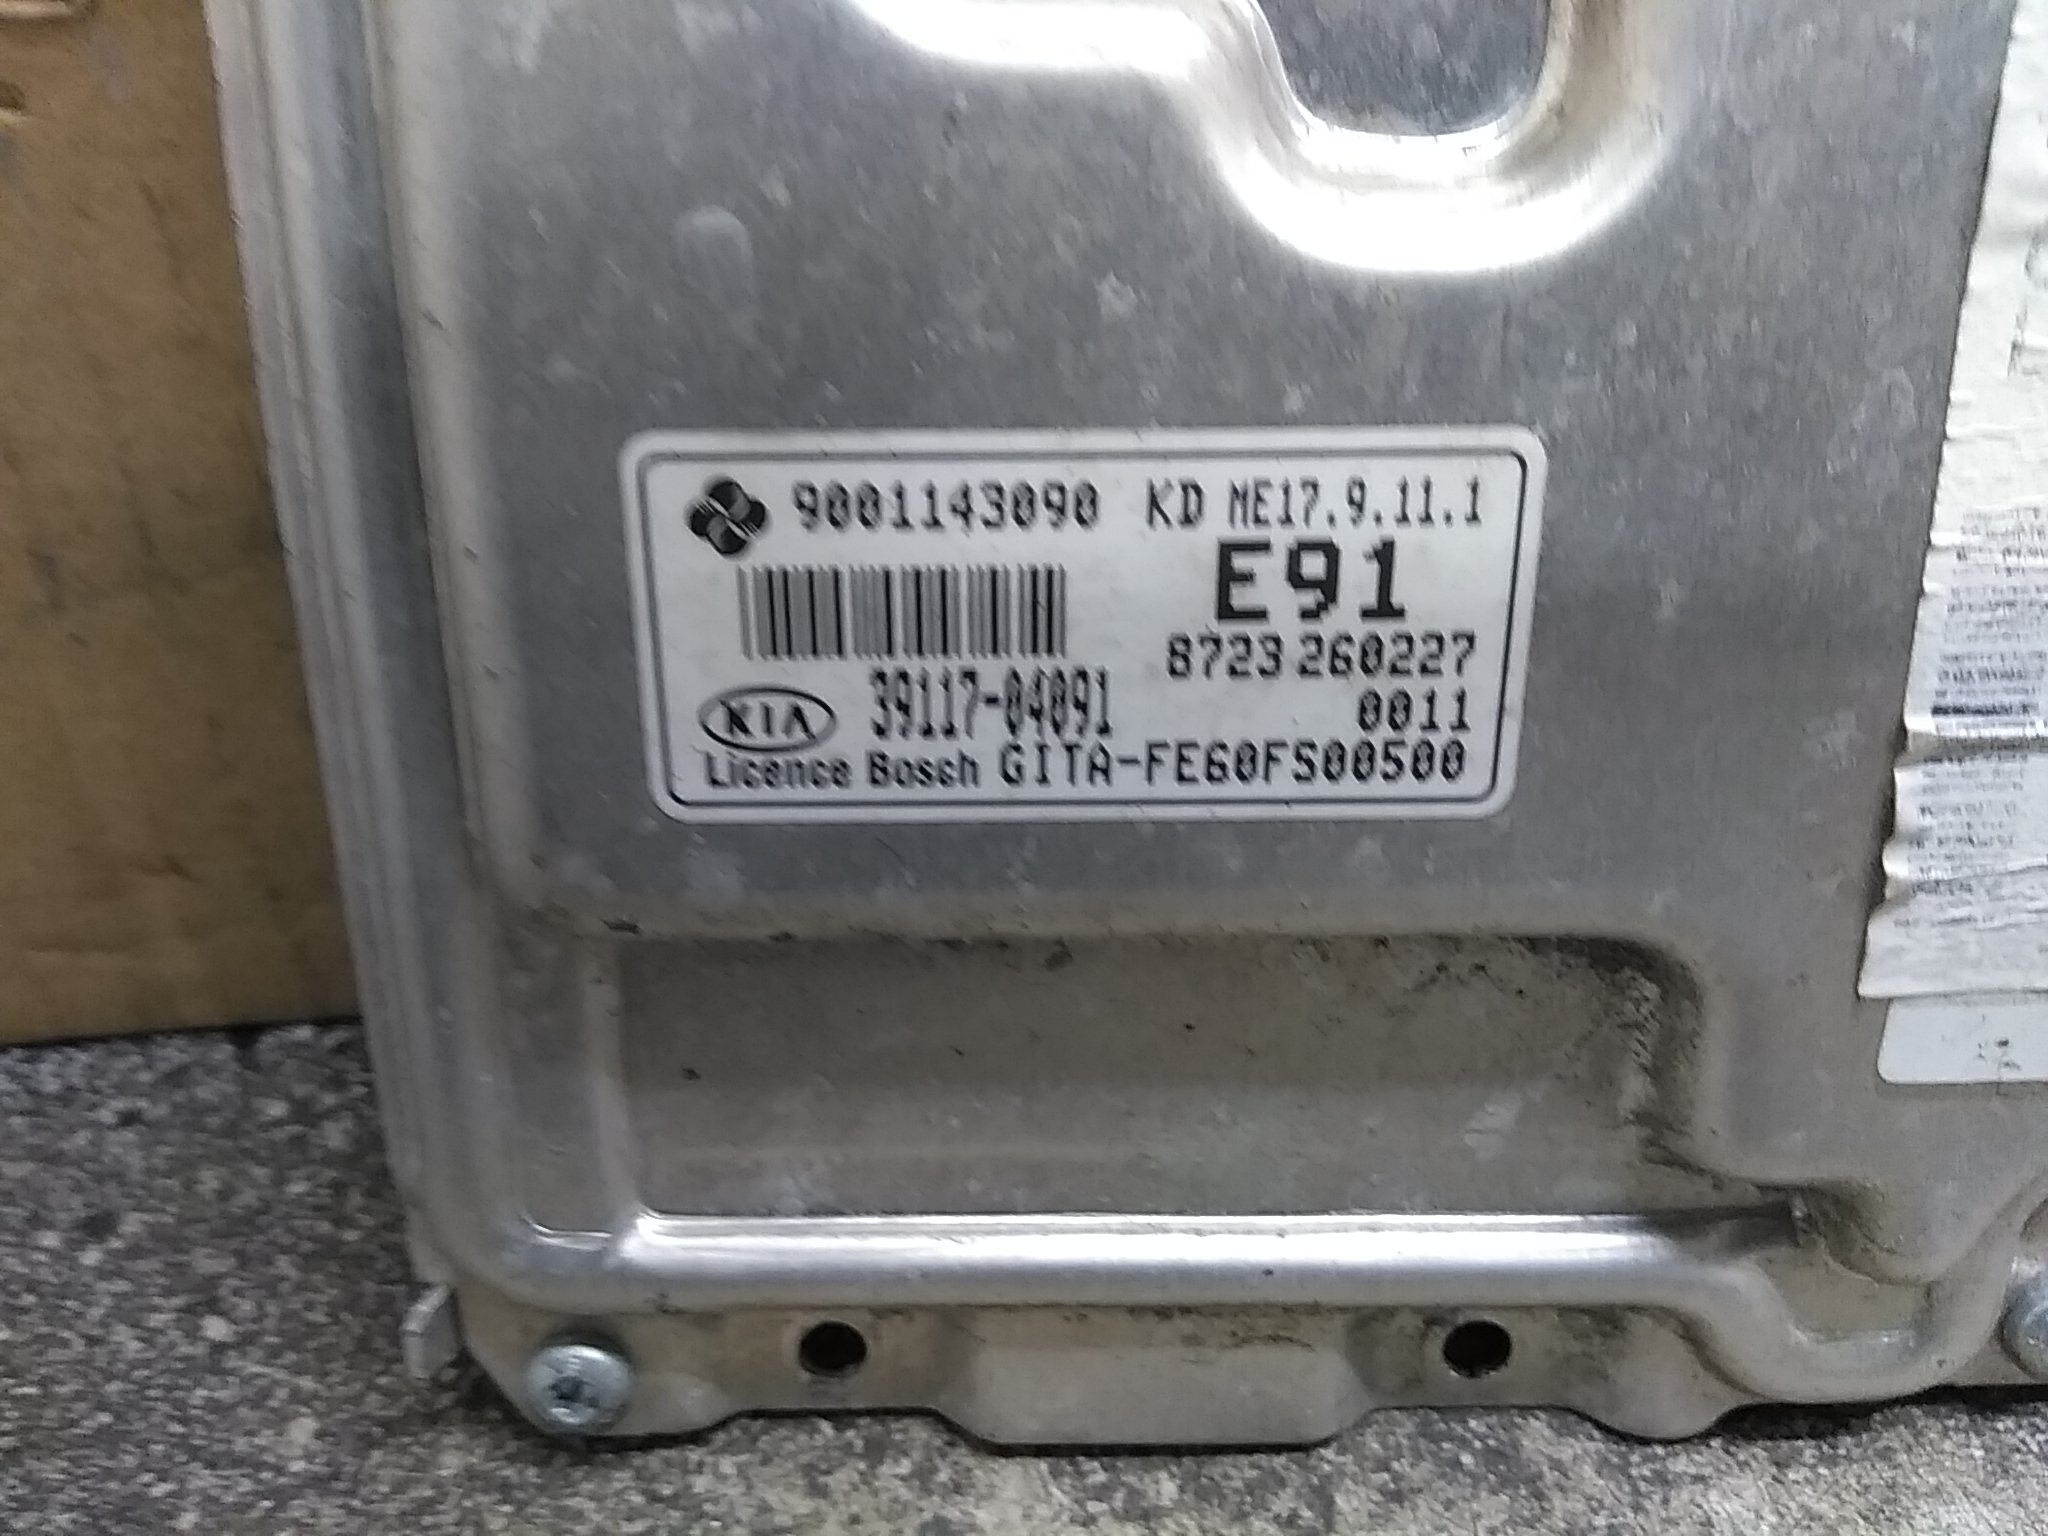 9001143090 KD ME17.9.11.1
E91
8723 260227
39117-04091
KIA
0011
Licence Bosch GITA-FE60FS00500